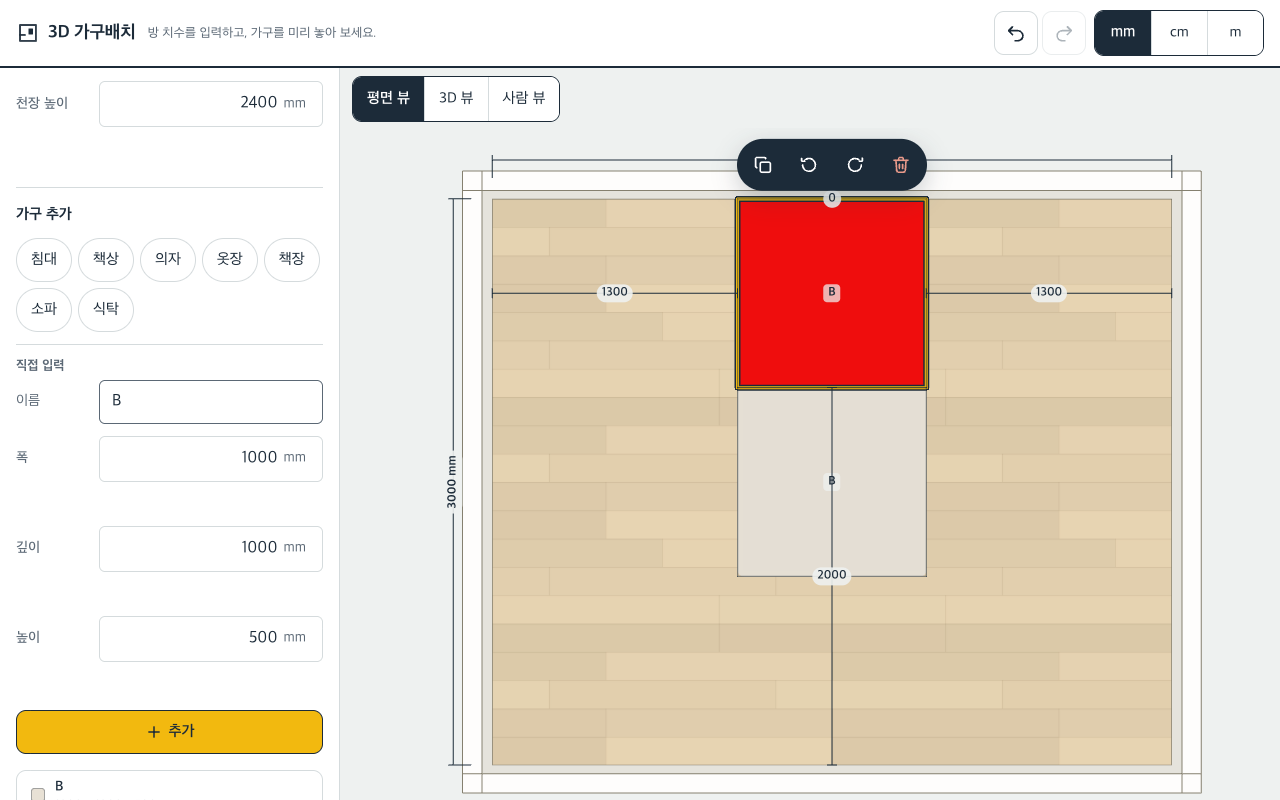 3D 가구배치 방 치수를 입력하고, 가구를 미리 놓아 보세요.
mm cm m
천장 높이 2400 mm
가구 추가
침대 책상 의자 옷장 책장
소파 식탁
직접 입력
이름 B
폭 1000 mm
깊이 1000 mm
높이 500 mm
+ 추가
B
평면 뷰 3D 뷰 사람 뷰
0
1300 B 1300
3000 mm
B
2000